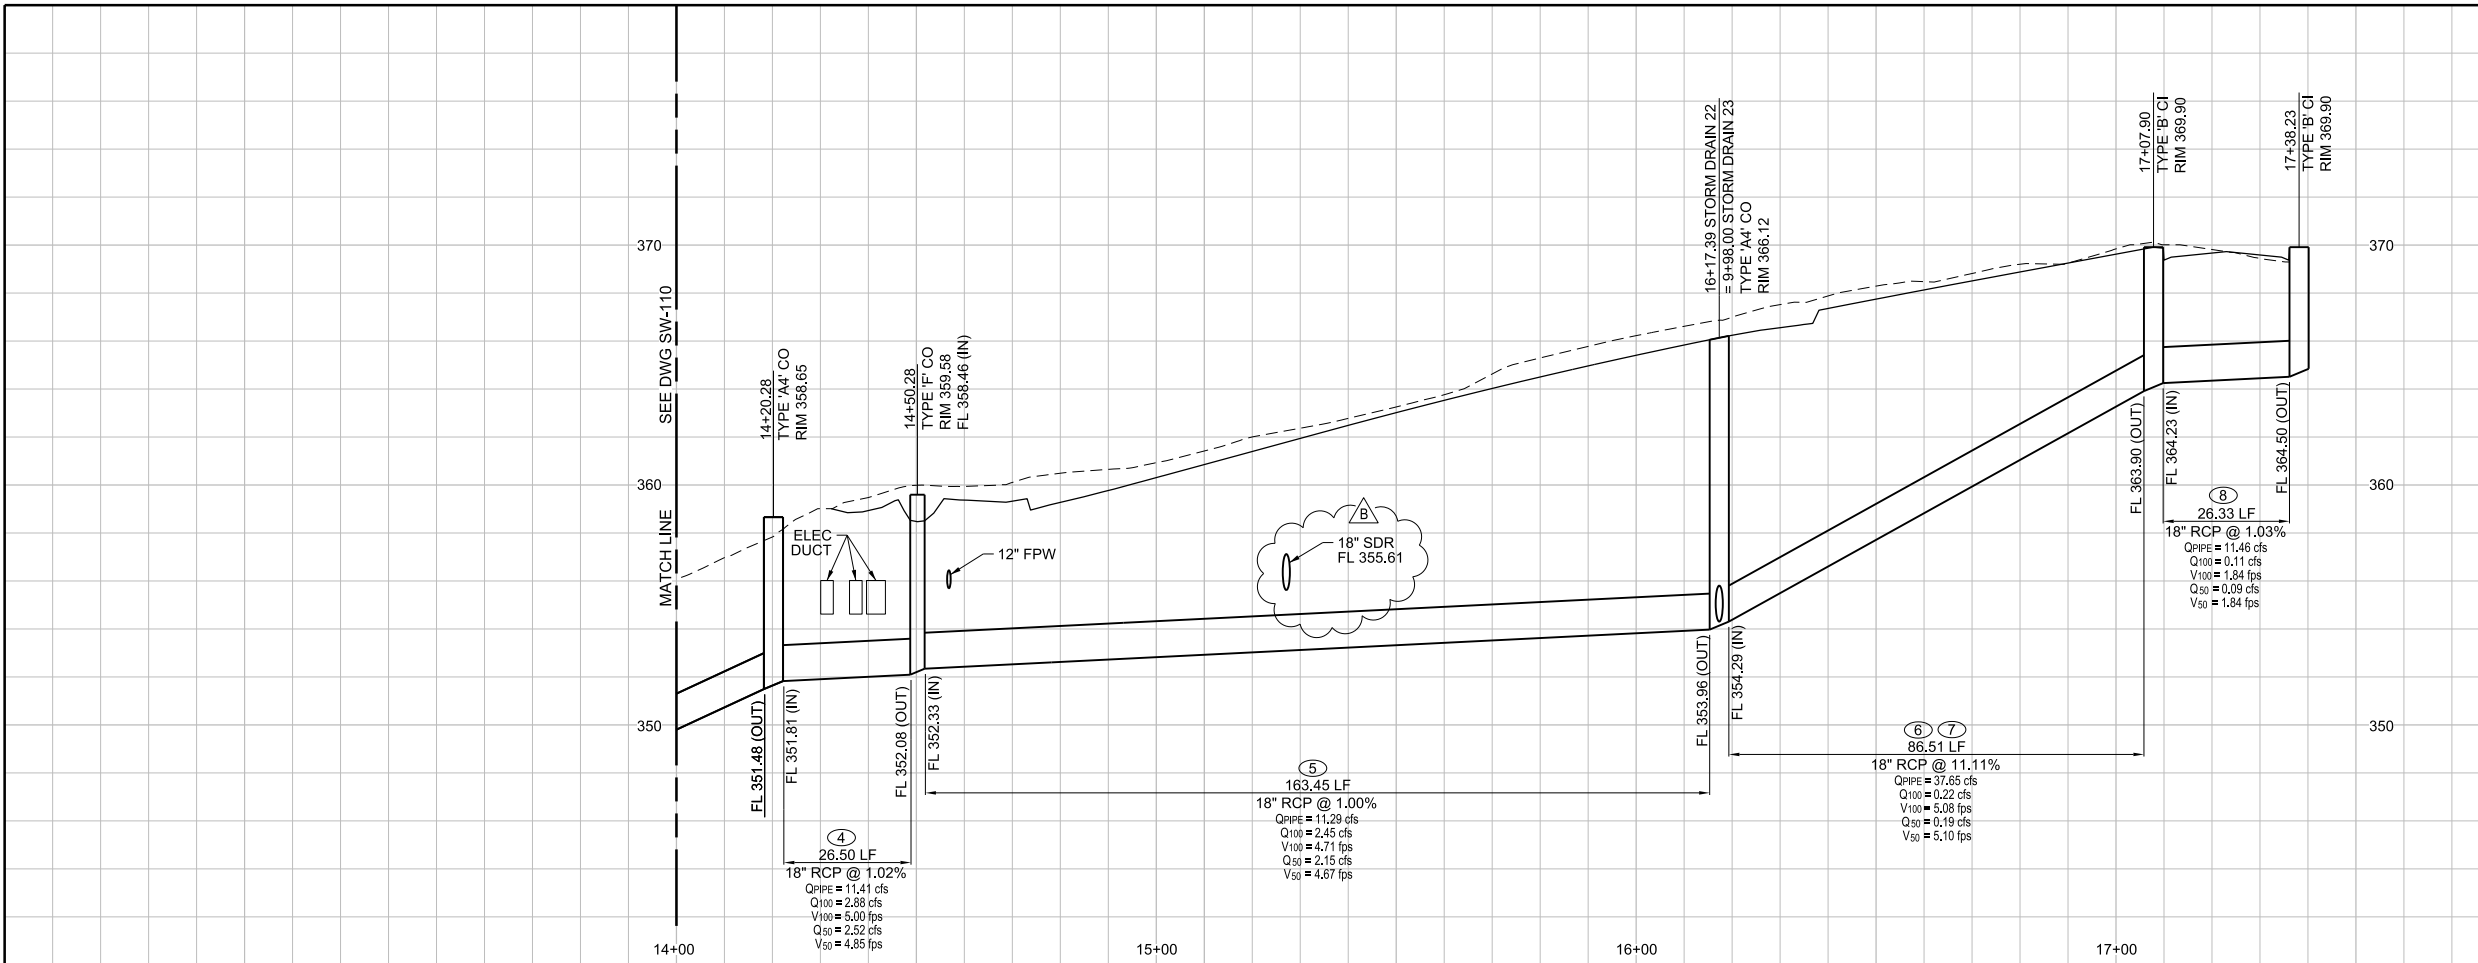 SEE DWG SW-110
MATCH LINE
370
360
350
14+20.28
TYPE 'A4' CO
RIM 358.65
14+50.28
TYPE 'F' CO
RIM 359.58
FL 358.46 (IN)
ELEC
DUCT
12" FPW
B
18" SDR
FL 355.61
16+17.39 STORM DRAIN 22
= 9+98.00 STORM DRAIN 23
TYPE 'A4' CO
RIM 366.12
17+07.90
TYPE 'B' CI
RIM 369.90
17+38.23
TYPE 'B' CI
RIM 369.90
370
360
350
FL 351.48 (OUT)
FL 351.81 (IN)
FL 352.08 (OUT)
FL 352.33 (IN)
FL 353.96 (OUT)
FL 354.29 (IN)
FL 363.90 (OUT)
FL 364.23 (IN)
FL 364.50 (OUT)
4
26.50 LF
18" RCP @ 1.02%
QPIPE = 11.41 cfs
Q100 = 2.88 cfs
V100 = 5.00 fps
Q50 = 2.52 cfs
V50 = 4.85 fps
5
163.45 LF
18" RCP @ 1.00%
QPIPE = 11.29 cfs
Q100 = 2.45 cfs
V100 = 4.71 fps
Q50 = 2.15 cfs
V50 = 4.67 fps
6 7
86.51 LF
18" RCP @ 11.11%
QPIPE = 37.65 cfs
Q100 = 0.22 cfs
V100 = 5.08 fps
Q50 = 0.19 cfs
V50 = 5.10 fps
8
26.33 LF
18" RCP @ 1.03%
QPIPE = 11.46 cfs
Q100 = 0.11 cfs
V100 = 1.84 fps
Q50 = 0.09 cfs
V50 = 1.84 fps
14+00
15+00
16+00
17+00